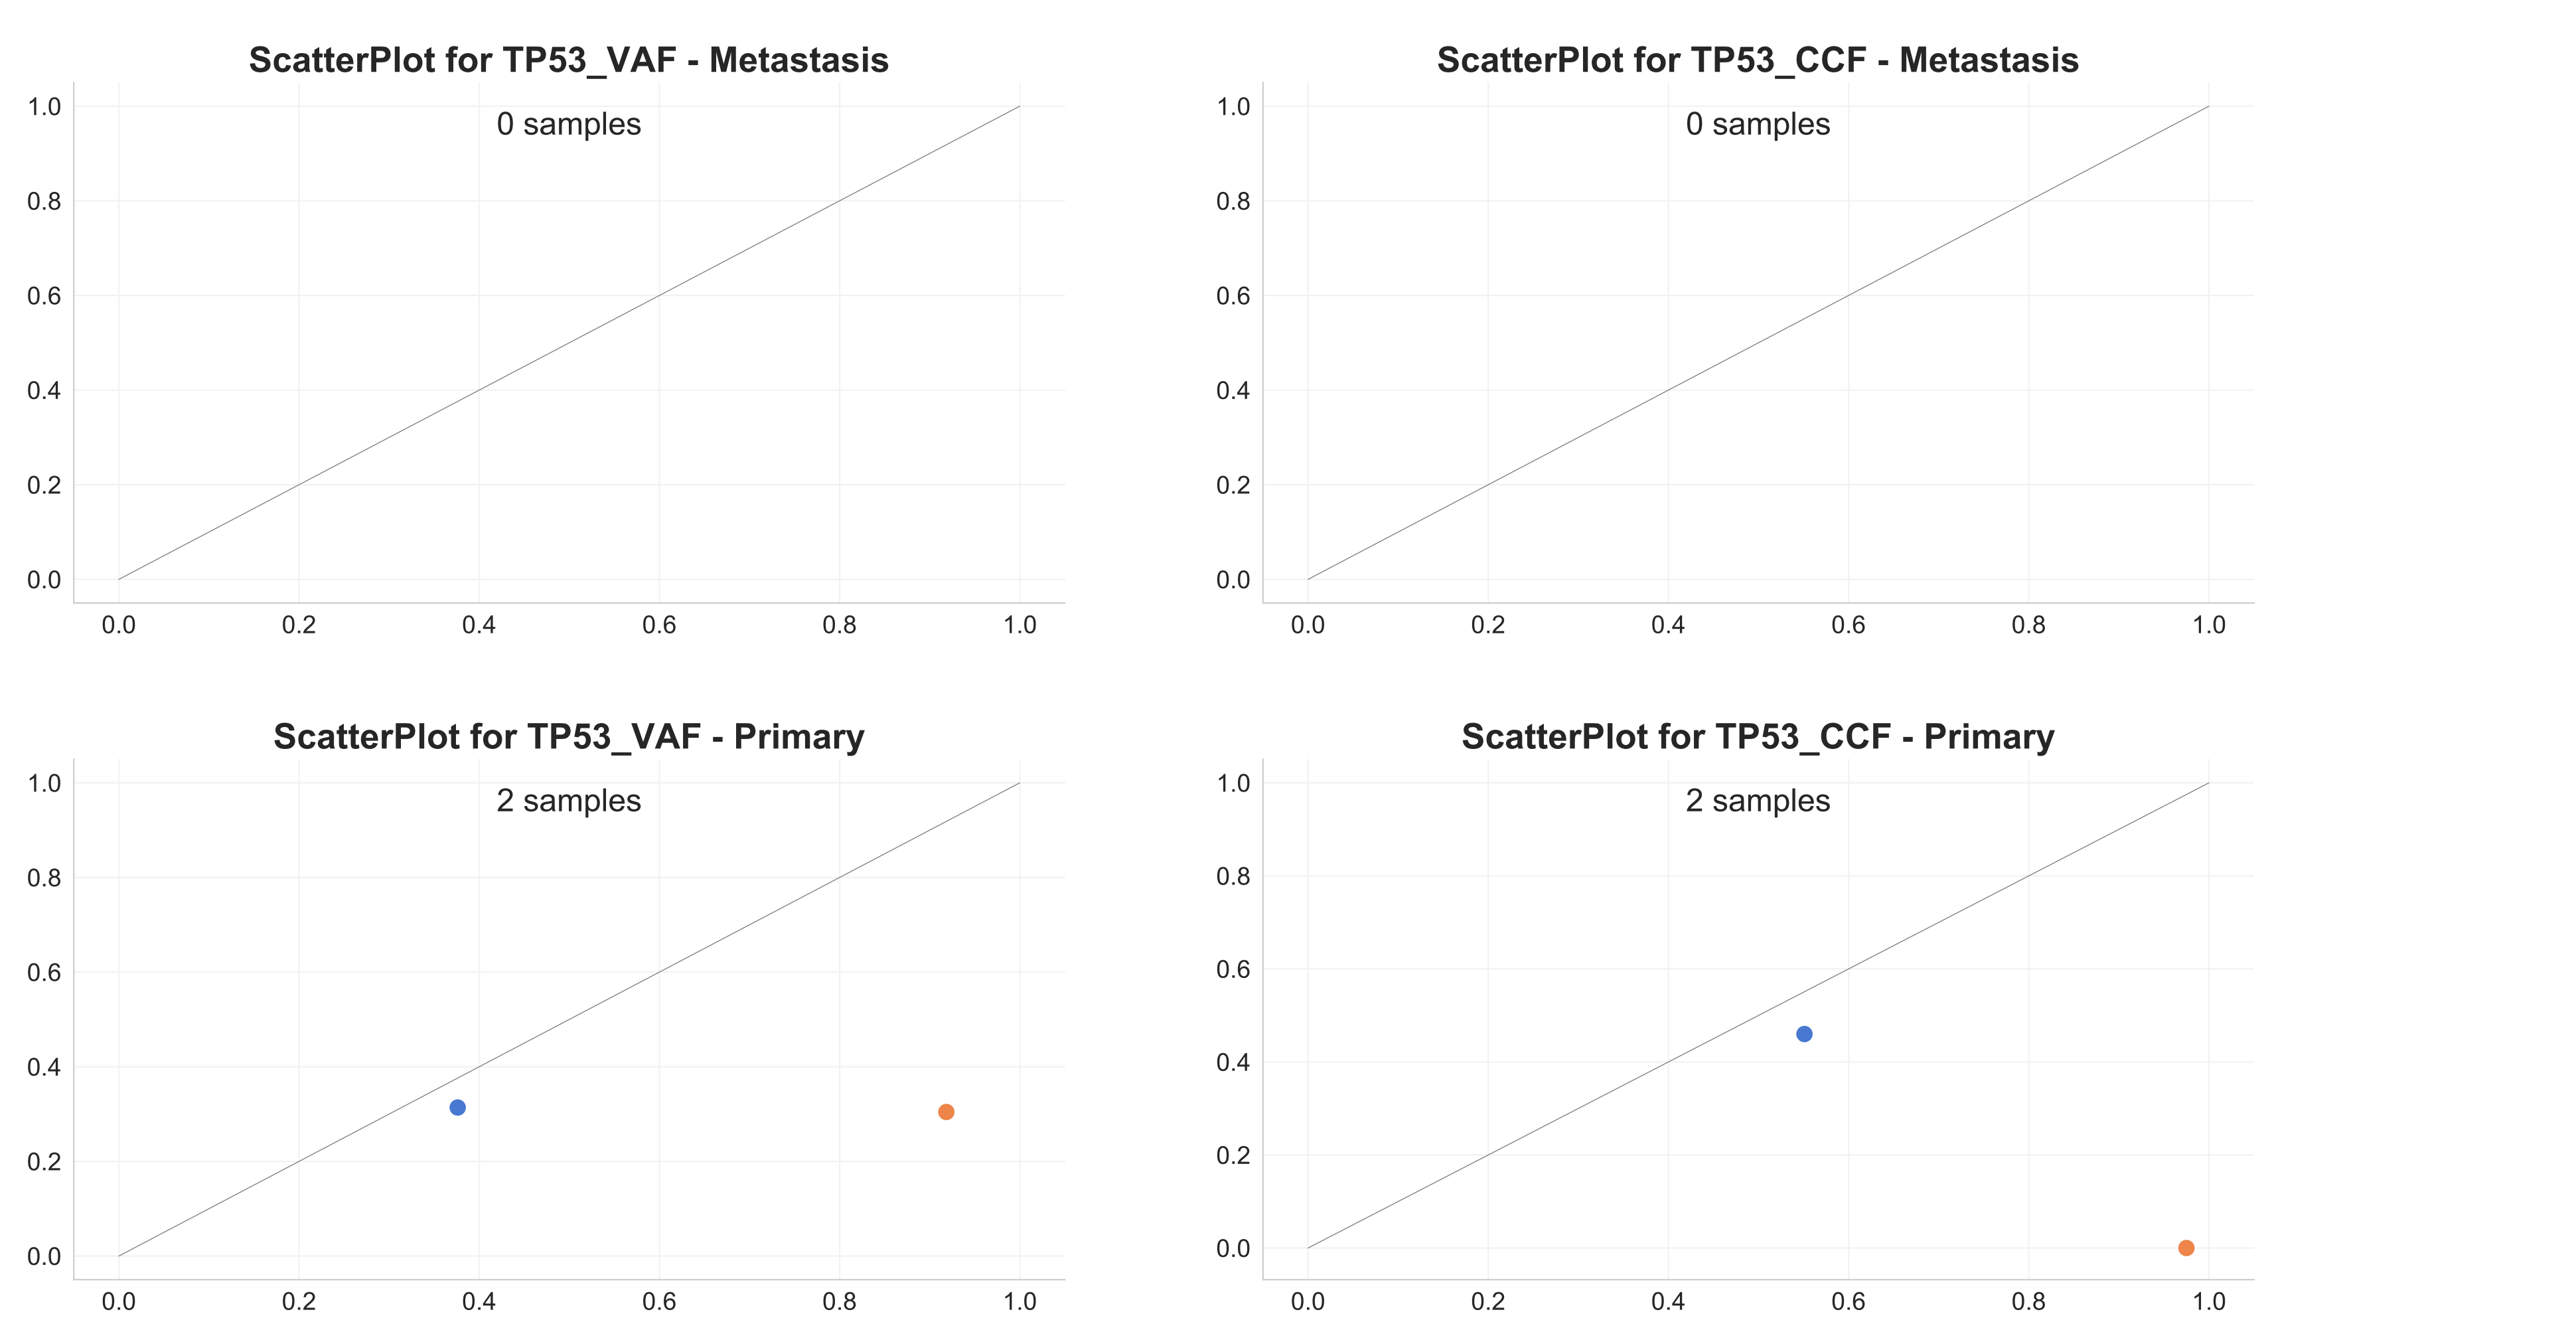 ScatterPlot for TP53_VAF - Metastasis
0 samples
1.0
0.8
0.6
0.4
0.2
0.0
0.0 0.2 0.4 0.6 0.8 1.0
ScatterPlot for TP53_CCF - Metastasis
0 samples
1.0
0.8
0.6
0.4
0.2
0.0
0.0 0.2 0.4 0.6 0.8 1.0
ScatterPlot for TP53_VAF - Primary
2 samples
1.0
0.8
0.6
0.4
0.2
0.0
0.0 0.2 0.4 0.6 0.8 1.0
ScatterPlot for TP53_CCF - Primary
2 samples
1.0
0.8
0.6
0.4
0.2
0.0
0.0 0.2 0.4 0.6 0.8 1.0